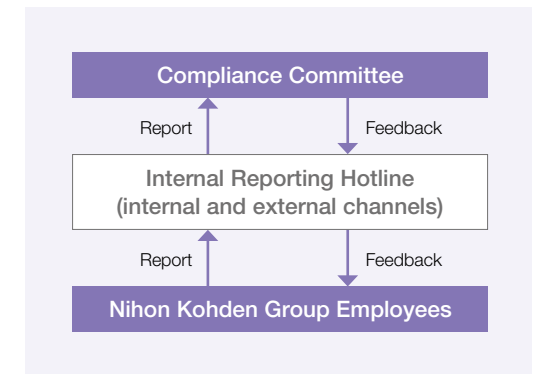 Compliance Committee
Report
Feedback
Internal Reporting Hotline
(internal and external channels)
Report
Feedback
Nihon Kohden Group Employees